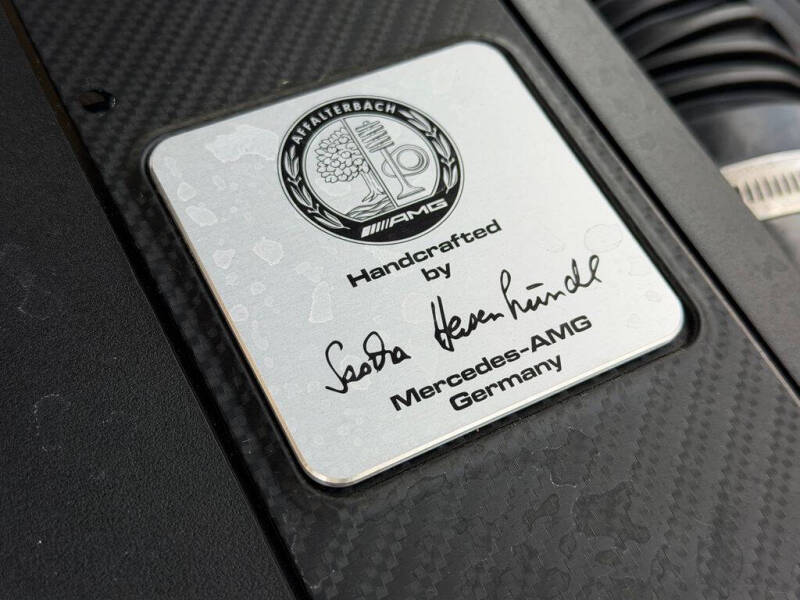 AFFALTERBACH
AMG
Handcrafted
by
Mercedes-AMG
Germany